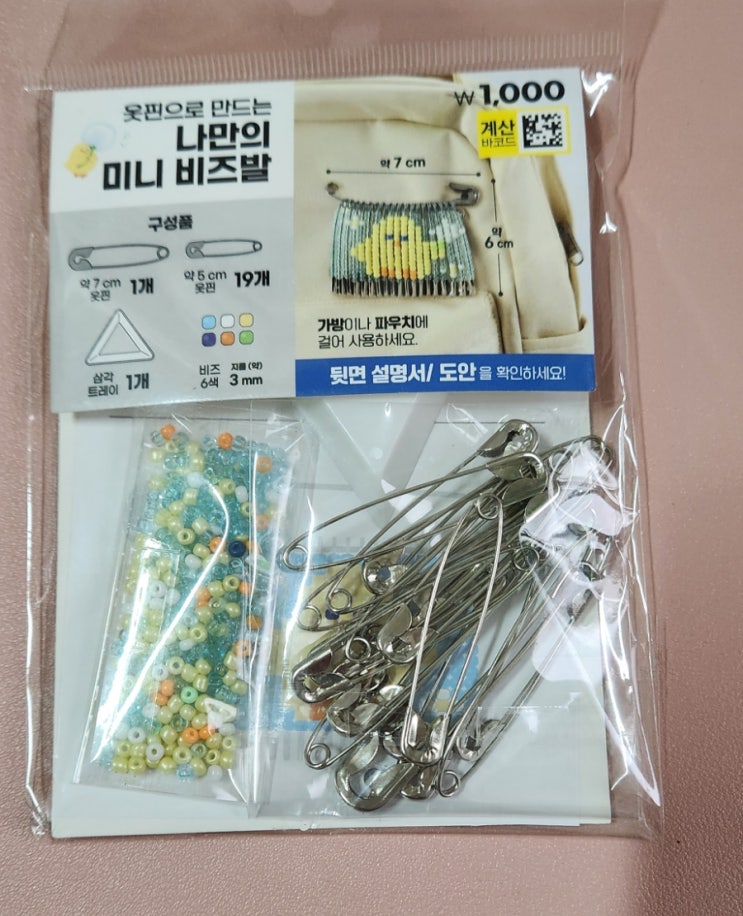 옷핀으로 만드는
나만의
미니 비즈발
₩1,000
계산
바코드
약 7 cm
약
6 cm
구성품
약 7 cm
옷핀 1개
약 5 cm
옷핀 19개
삼각
트레이 1개
비즈
6색
지름 (약)
3 mm
가방이나 파우치에
걸어 사용하세요.
뒷면 설명서/ 도안을 확인하세요!